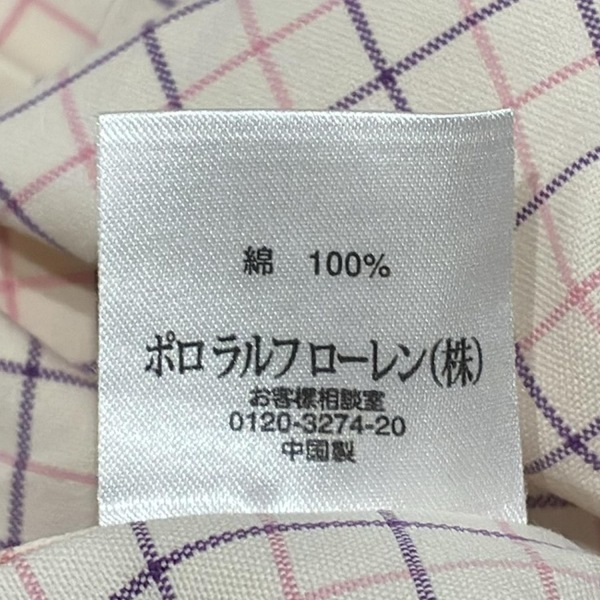 綿 100%
ポロ ラルフ ローレン(株)
お客様相談室
0120-3274-20
中国製